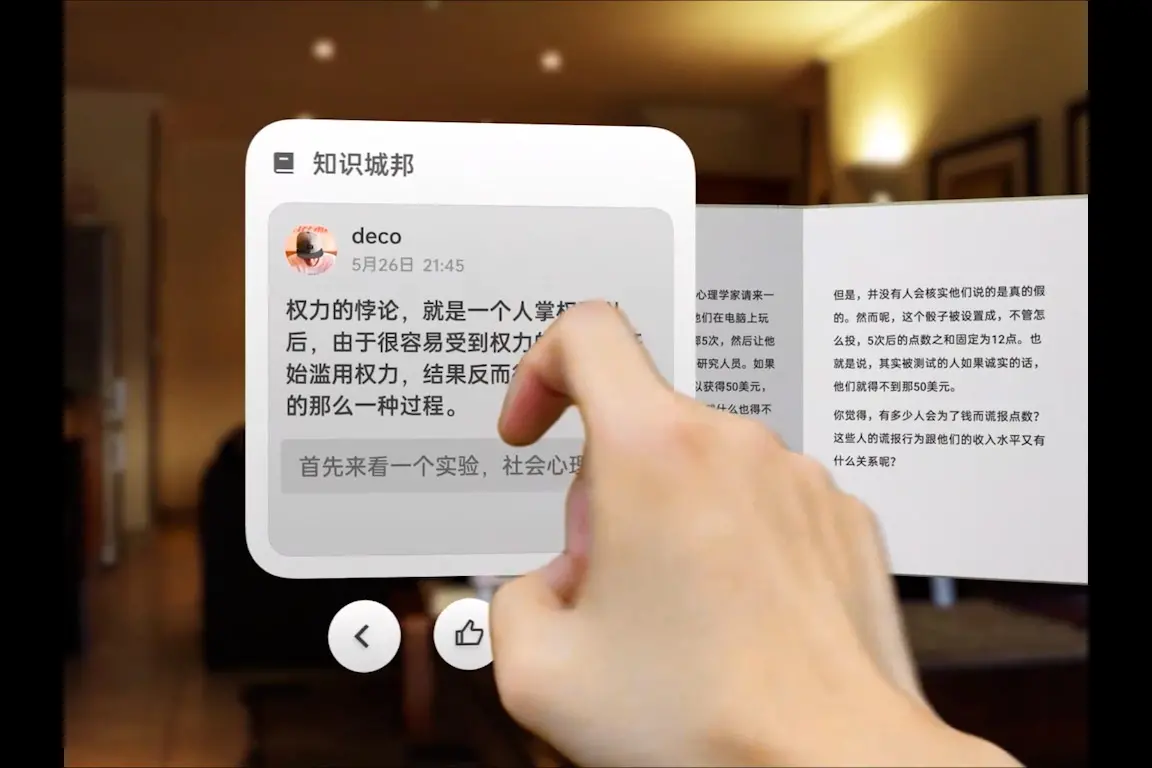 知识城邦
deco
5月26日 21:45
权力的悖论，就是一个人掌权
后，由于很容易受到权力
始滥用权力，结果反而
的那么一种过程。
首先来看一个实验，社会心理
心理学家请来一
们在电脑上玩
5次，然后让他
研究人员。如果
以获得50美元，
什么也得不
但是，并没有人会核实他们说的是真的假
的。然而呢，这个骰子被设置成，不管怎
么投，5次后的点数之和固定为12点。也
就是说，其实被测试的人如果诚实的话，
他们就得不到那50美元。
你觉得，有多少人会为了钱而谎报点数？
这些人的谎报行为跟他们的收入水平又有
什么关系呢？